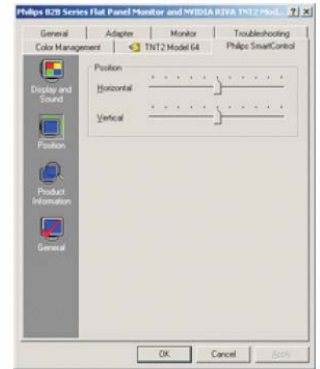 Philips B2B Series Flat Panel Monitor and NVIDIA RIVA TNT2 Mod... ? X
General Adapter Monitor Troubleshooting
Color Management TNT2 Model 64 Philips SmartControl
Display and
Sound
Position
Product
Information
General
Position
Horizontal
Vertical
OK Cancel Apply